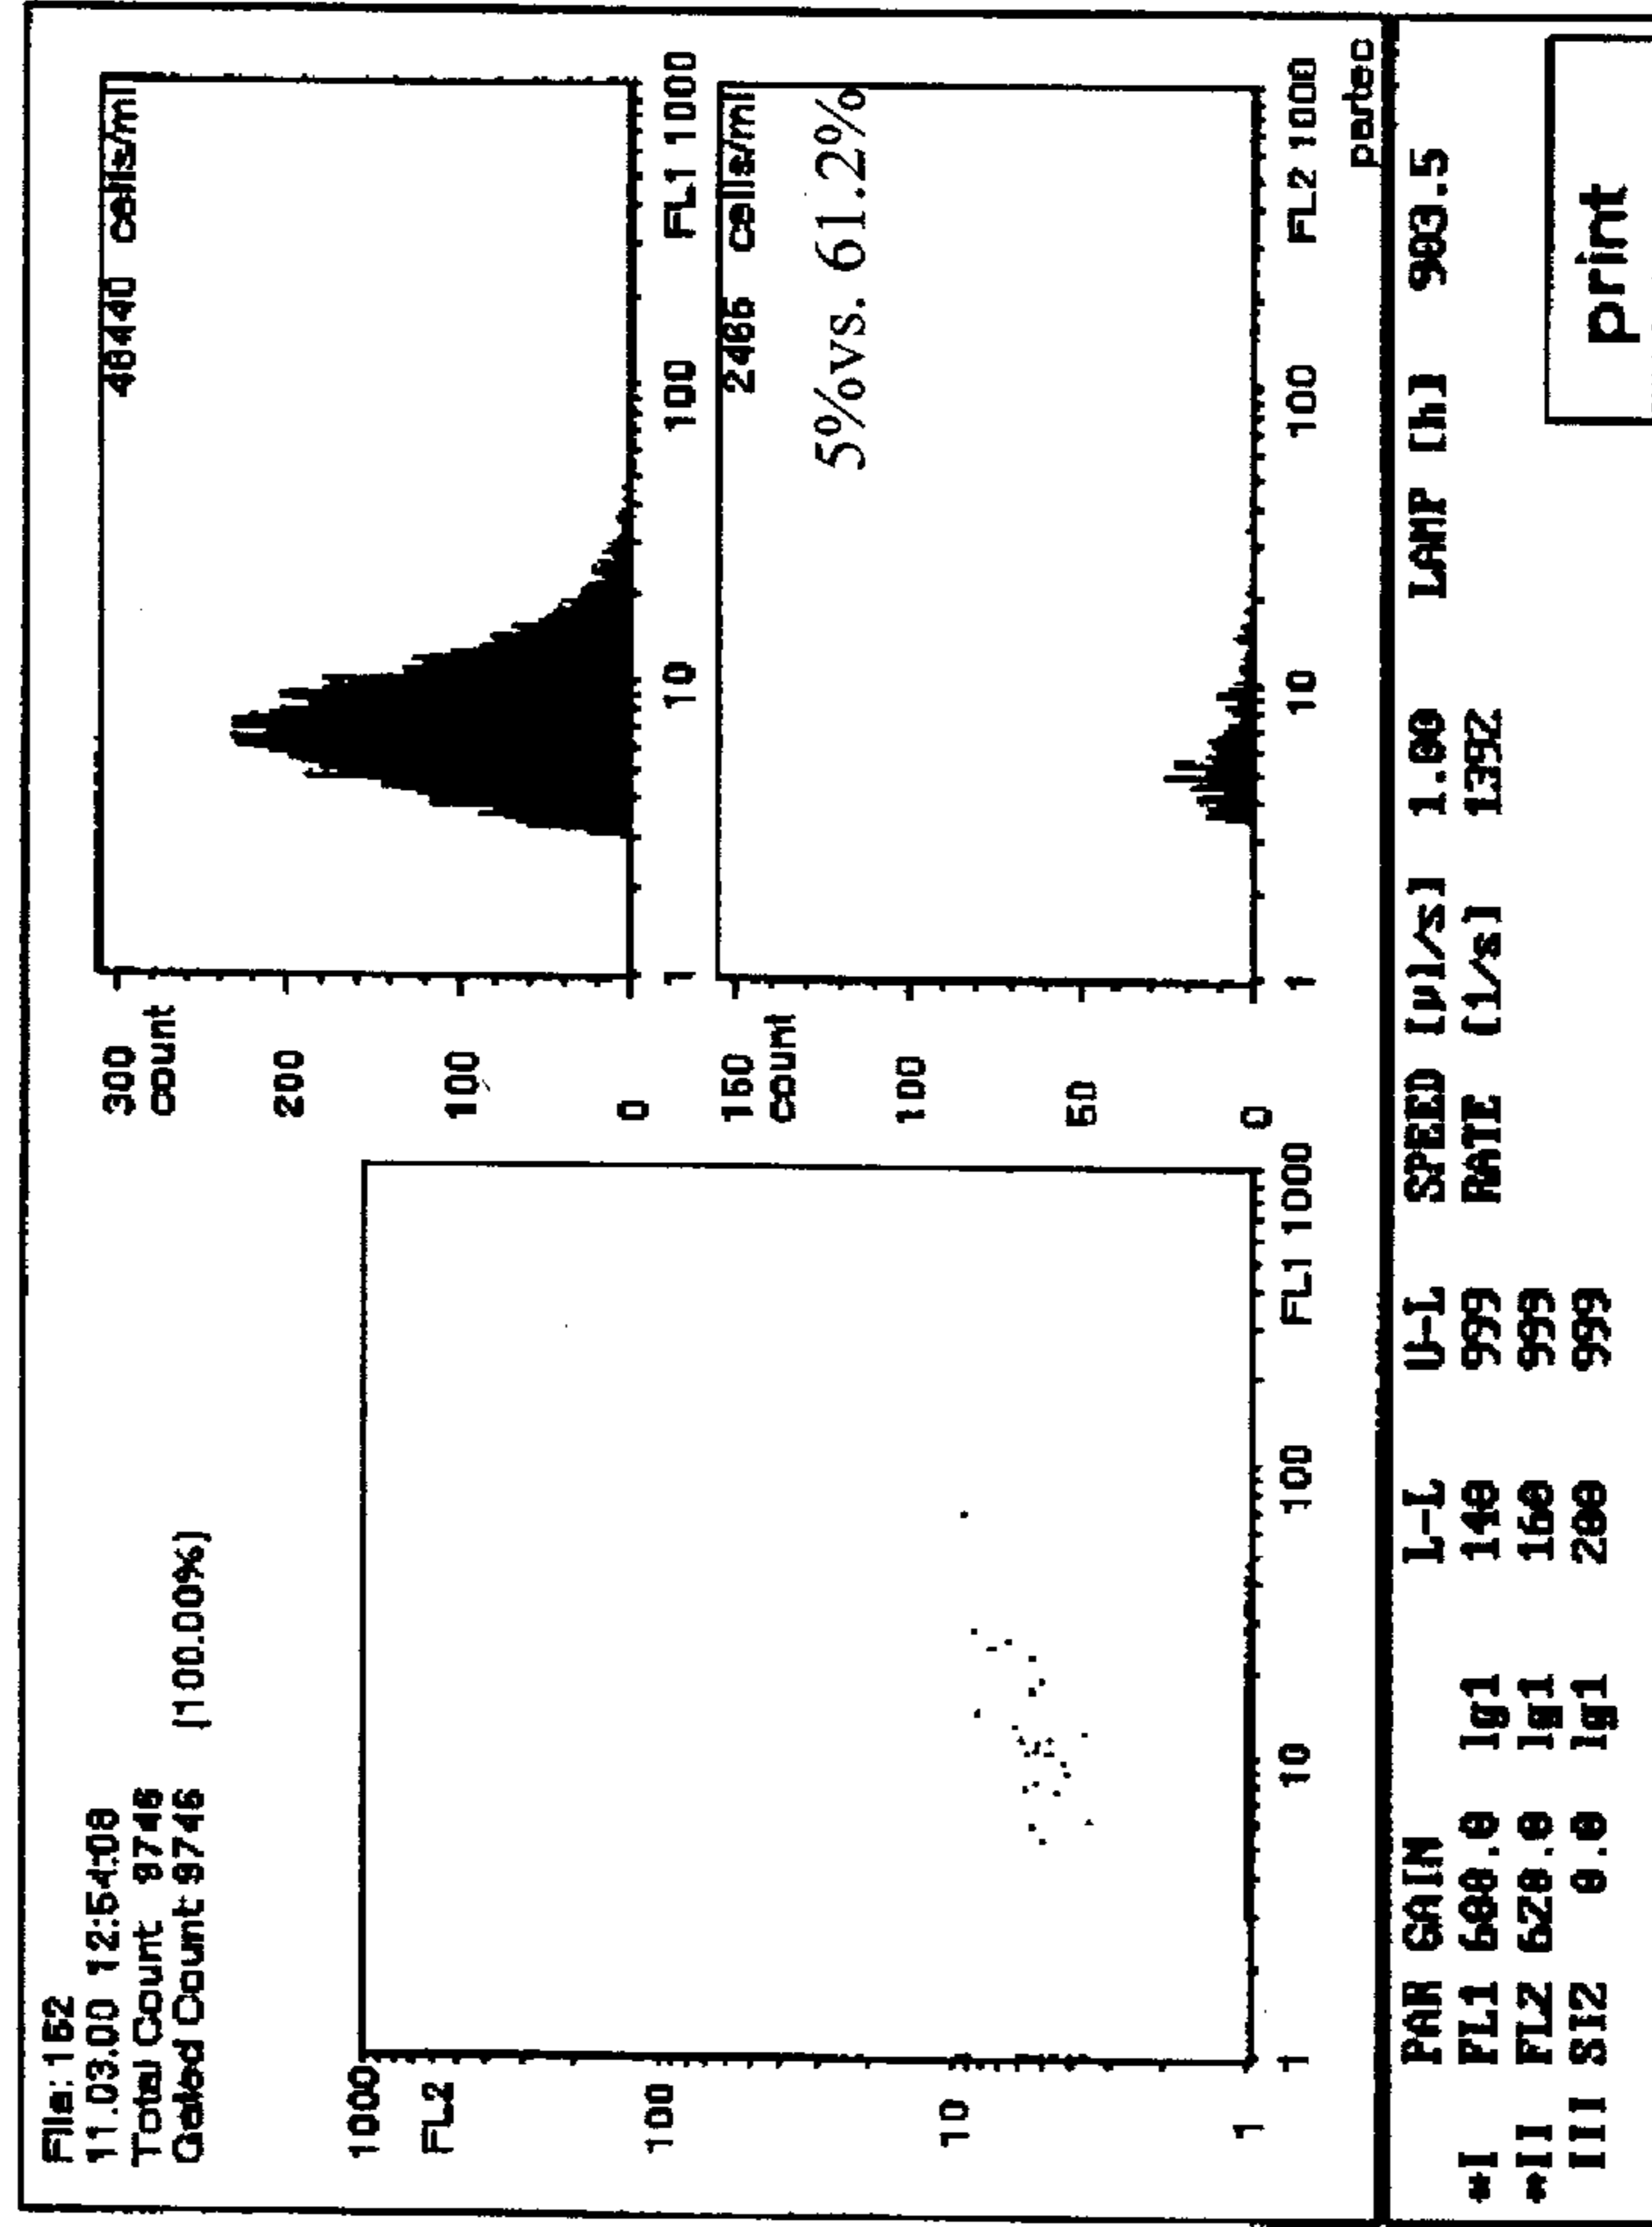 File: 152
11.03.00 12:54:08
Total Count 9746
Gated Count: 9746 (100.00%)
1000
FL2
100
10
1
1 10 100 FL1 1000
300
count
200
100
0
cells/ml
1 10 100 FL1 1000
150
count
100
50
0
cells/ml
5%vs. 61.2%
1 10 100 FL2 1000
partec
PAR GAIN L-L U-L SPEED [µl/s] 1.00 LAMP [h] 903.5
*I FL1 600.0 lg1 140 999 RATE [1/s] 1392
*II FL2 620.0 lg1 160 999
III SI2 0.0 lg1 200 999
print